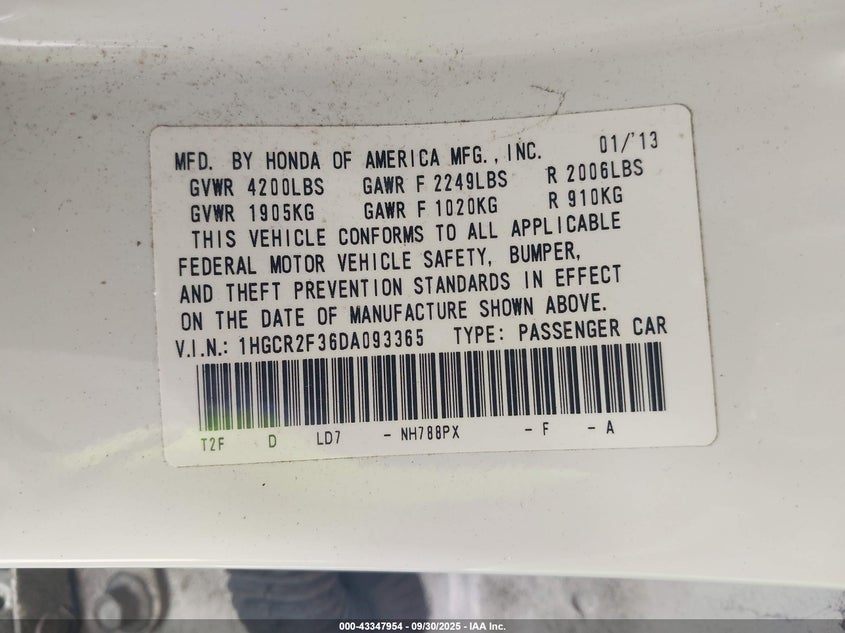 MFD. BY HONDA OF AMERICA MFG., INC. 01/'13
GVWR 4200LBS GAWR F 2249LBS R 2006LBS
GVWR 1905KG GAWR F 1020KG R 910KG
THIS VEHICLE CONFORMS TO ALL APPLICABLE
FEDERAL MOTOR VEHICLE SAFETY, BUMPER,
AND THEFT PREVENTION STANDARDS IN EFFECT
ON THE DATE OF MANUFACTURE SHOWN ABOVE.
V.I.N.: 1HGCR2F36DA093365 TYPE: PASSENGER CAR
T2F D LD7 - NH788PX - F - A
000-43347954 - 09/30/2025 - IAA Inc.